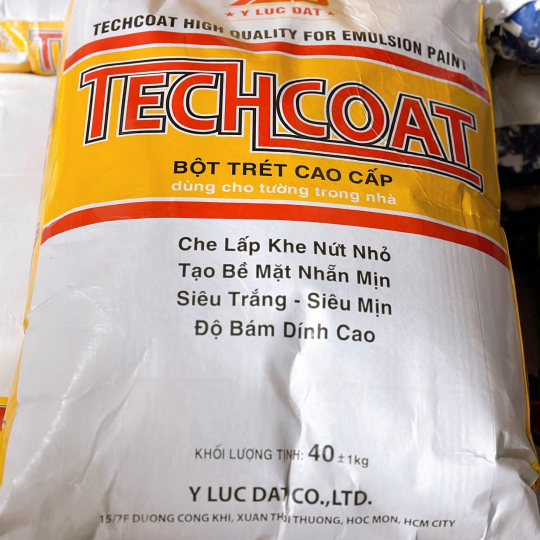 Y LUC DAT
TECHCOAT HIGH QUALITY FOR EMULSION PAINT
TECHCOAT
BỘT TRÉT CAO CẤP
dùng cho tường trong nhà
Che Lấp Khe Nứt Nhỏ
Tạo Bề Mặt Nhẵn Mịn
Siêu Trắng - Siêu Mịn
Độ Bám Dính Cao
KHỐI LƯỢNG TỊNH: 40 ±1kg
Y LUC DAT CO.,LTD.
15/7F DUONG CONG KHI, XUAN THOI THUONG, HOC MON, HCM CITY